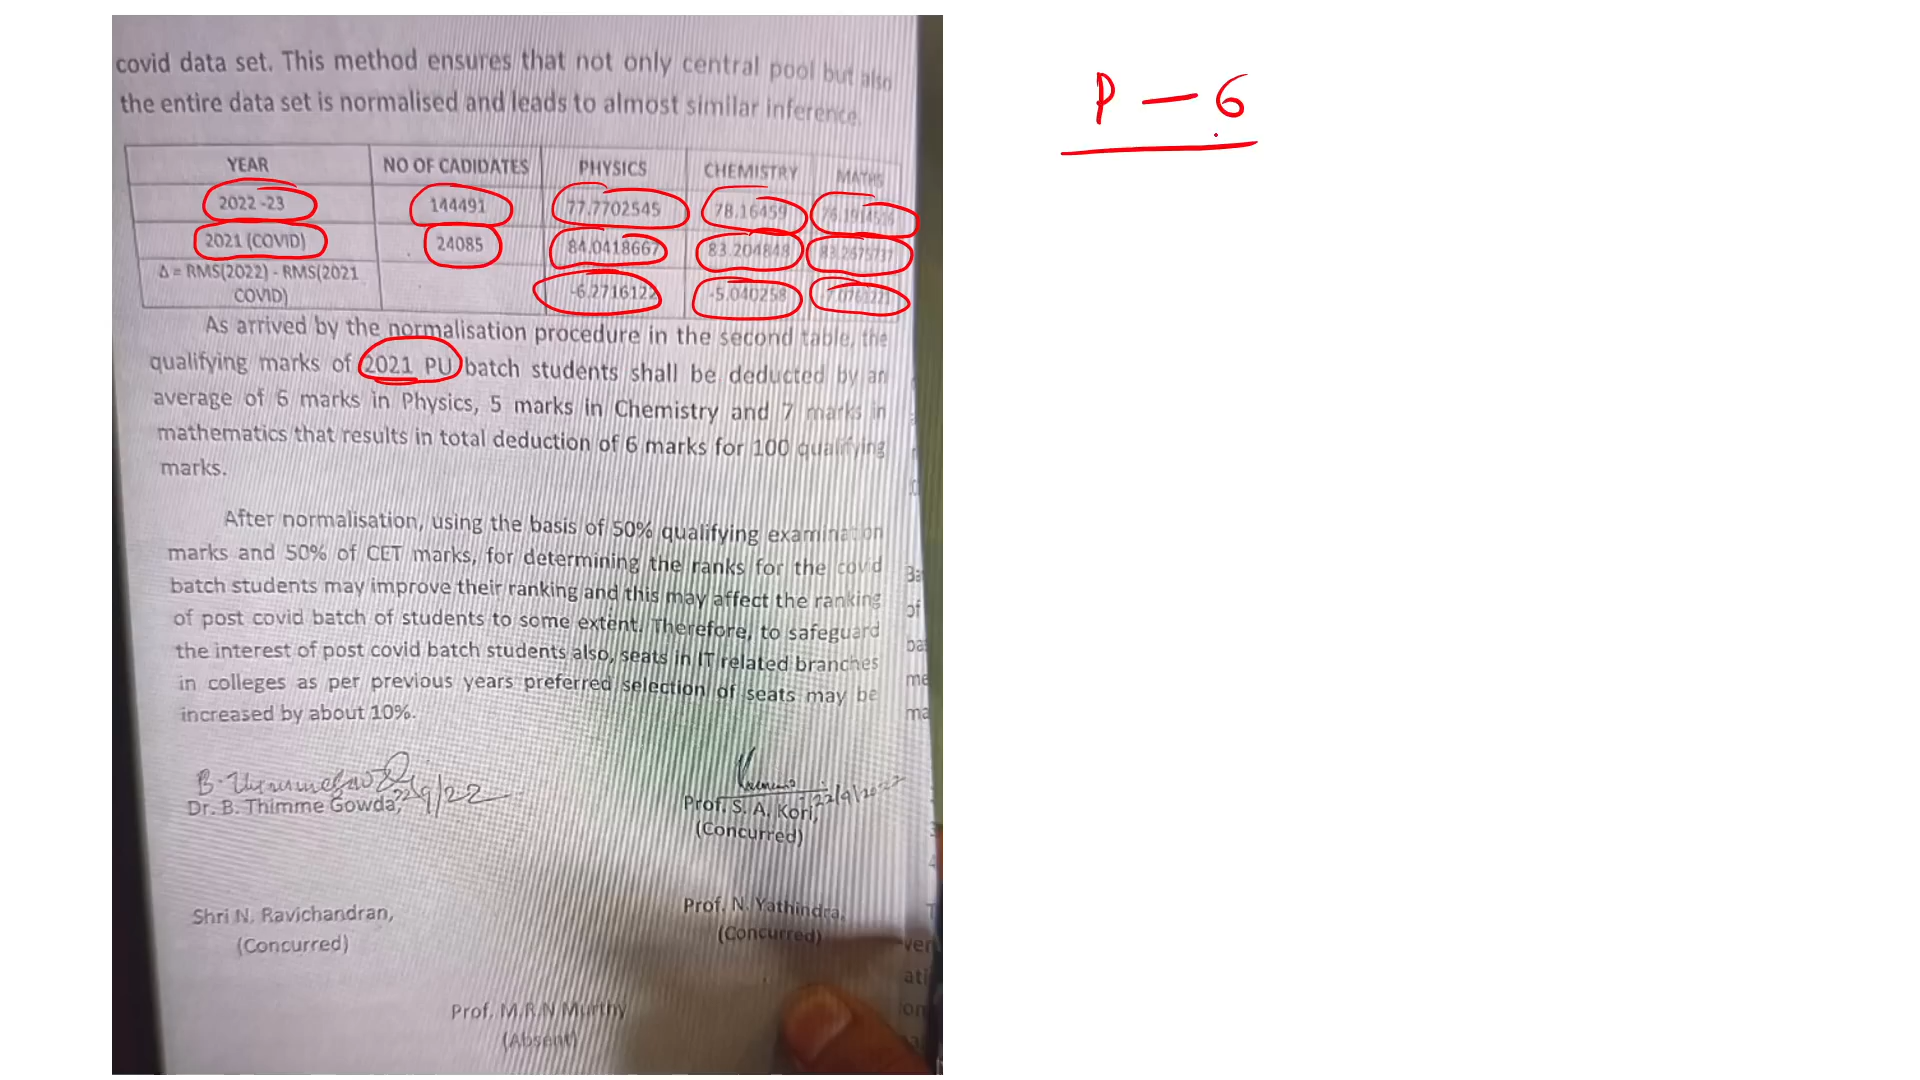 covid data set. This method ensures that not only central pool but also
the entire data set is normalised and leads to almost similar inference.
YEAR NO OF CADIDATES PHYSICS CHEMISTRY MATHS
2022 -23 144491 77.7702545 78.16459
2021 (COVID) 24085 84.0418667 83.204848
Δ = RMS(2022) - RMS(2021 COVID) -6.2716122 -5.040258
As arrived by the normalisation procedure in the second table, the
qualifying marks of 2021 PU batch students shall be deducted by an
average of 6 marks in Physics, 5 marks in Chemistry and 7 marks in
mathematics that results in total deduction of 6 marks for 100 qualifying
marks.
After normalisation, using the basis of 50% qualifying examination
marks and 50% of CET marks, for determining the ranks for the covid
batch students may improve their ranking and this may affect the ranking
of post covid batch of students to some extent. Therefore, to safeguard
the interest of post covid batch students also, seats in IT related branches
in colleges as per previous years preferred selection of seats may be
increased by about 10%.
22/9/22
Dr. B. Thimme Gowda,
22/9/2022
Prof. S. A. Kori,
(Concurred)
Shri N. Ravichandran,
(Concurred)
Prof. N. Yathindra,
(Concurred)
Prof. M.R.N Murthy
(Absent)
P — 6